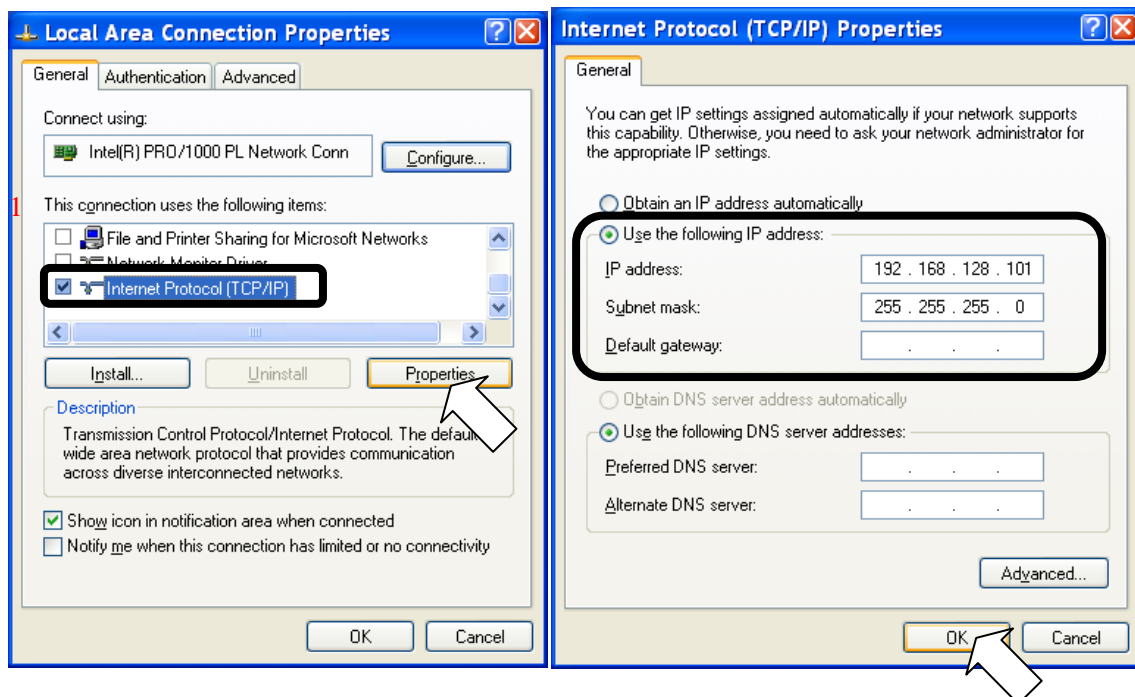 Local Area Connection Properties
General Authentication Advanced
Connect using:
Intel(R) PRO/1000 PL Network Conn Configure...
1
This connection uses the following items:
File and Printer Sharing for Microsoft Networks
Network Monitor Driver
Internet Protocol (TCP/IP)
Install... Uninstall Properties
Description
Transmission Control Protocol/Internet Protocol. The default
wide area network protocol that provides communication
across diverse interconnected networks.
Show icon in notification area when connected
Notify me when this connection has limited or no connectivity
OK Cancel
Internet Protocol (TCP/IP) Properties
General
You can get IP settings assigned automatically if your network supports
this capability. Otherwise, you need to ask your network administrator for
the appropriate IP settings.
Obtain an IP address automatically
Use the following IP address:
IP address: 192 . 168 . 128 . 101
Subnet mask: 255 . 255 . 255 . 0
Default gateway: . . .
Obtain DNS server address automatically
Use the following DNS server addresses:
Preferred DNS server: . . .
Alternate DNS server: . . .
Advanced...
OK Cancel